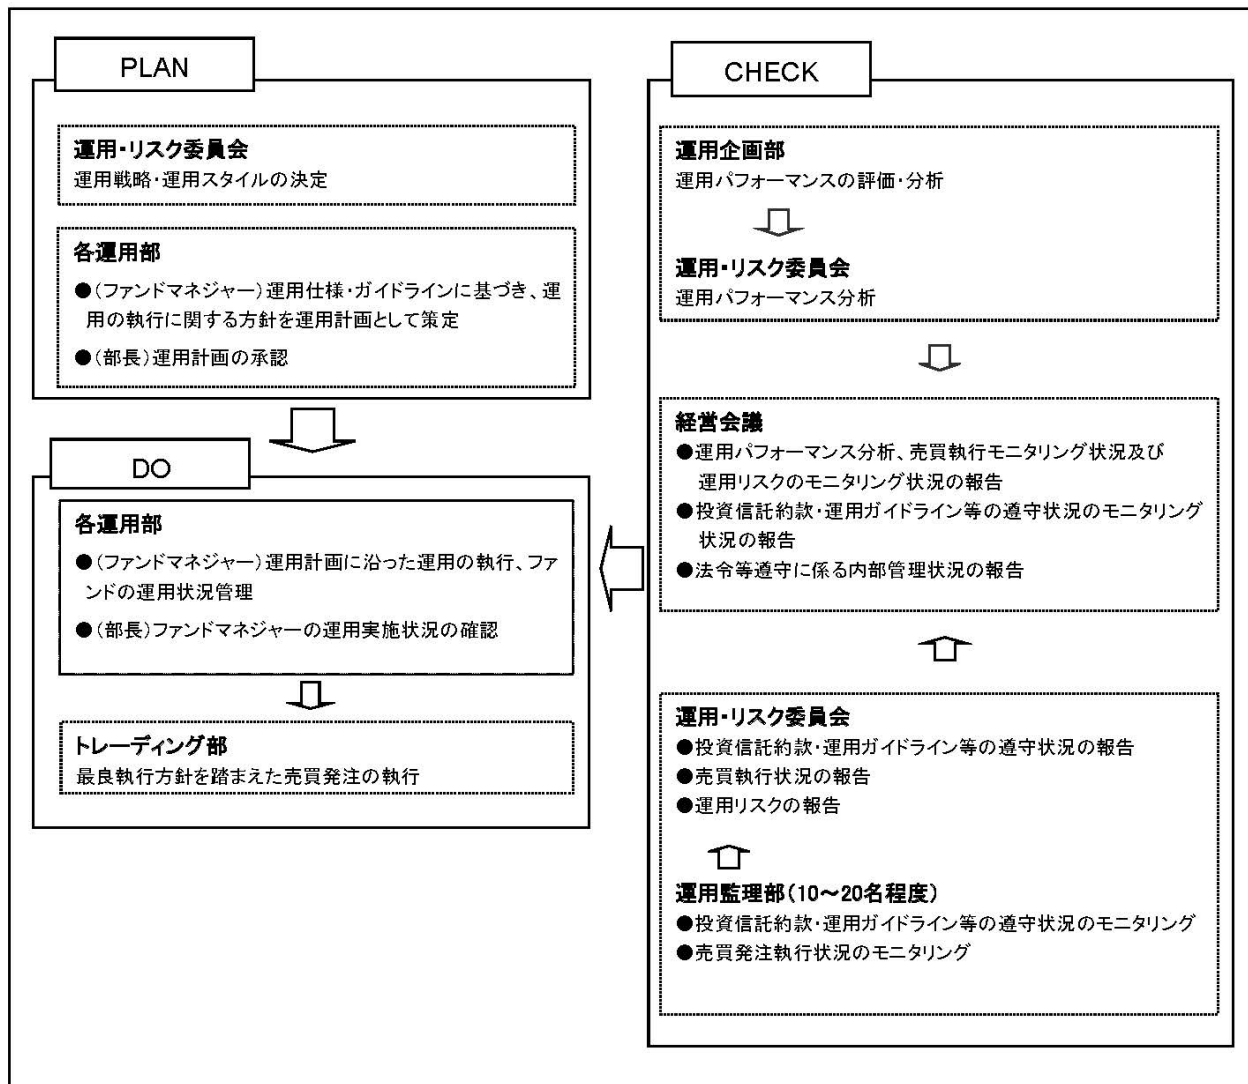 PLAN
運用・リスク委員会
運用戦略・運用スタイルの決定
各運用部
●(ファンドマネジャー)運用仕様・ガイドラインに基づき、運
用の執行に関する方針を運用計画として策定
●(部長)運用計画の承認
DO
各運用部
●(ファンドマネジャー)運用計画に沿った運用の執行、ファ
ンドの運用状況管理
●(部長)ファンドマネジャーの運用実施状況の確認
トレーディング部
最良執行方針を踏まえた売買発注の執行
CHECK
運用企画部
運用パフォーマンスの評価・分析
運用・リスク委員会
運用パフォーマンス分析
経営会議
●運用パフォーマンス分析、売買執行モニタリング状況及び
運用リスクのモニタリング状況の報告
●投資信託約款・運用ガイドライン等の遵守状況のモニタリング
状況の報告
●法令等遵守に係る内部管理状況の報告
運用・リスク委員会
●投資信託約款・運用ガイドライン等の遵守状況の報告
●売買執行状況の報告
●運用リスクの報告
運用監理部(10～20名程度)
●投資信託約款・運用ガイドライン等の遵守状況のモニタリング
●売買発注執行状況のモニタリング